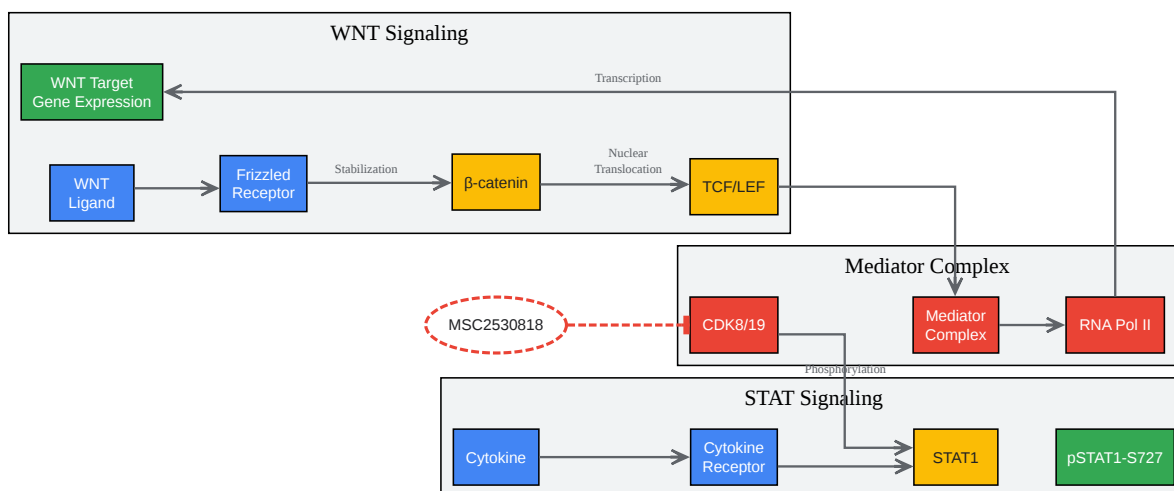 WNT Signaling
WNT Target
Gene Expression
Transcription
WNT
Ligand
Frizzled
Receptor
Stabilization
β-catenin
Nuclear
Translocation
TCF/LEF
Mediator Complex
MSC2530818
CDK8/19
Mediator
Complex
RNA Pol II
Phosphorylation
STAT Signaling
Cytokine
Cytokine
Receptor
STAT1
pSTAT1-S727